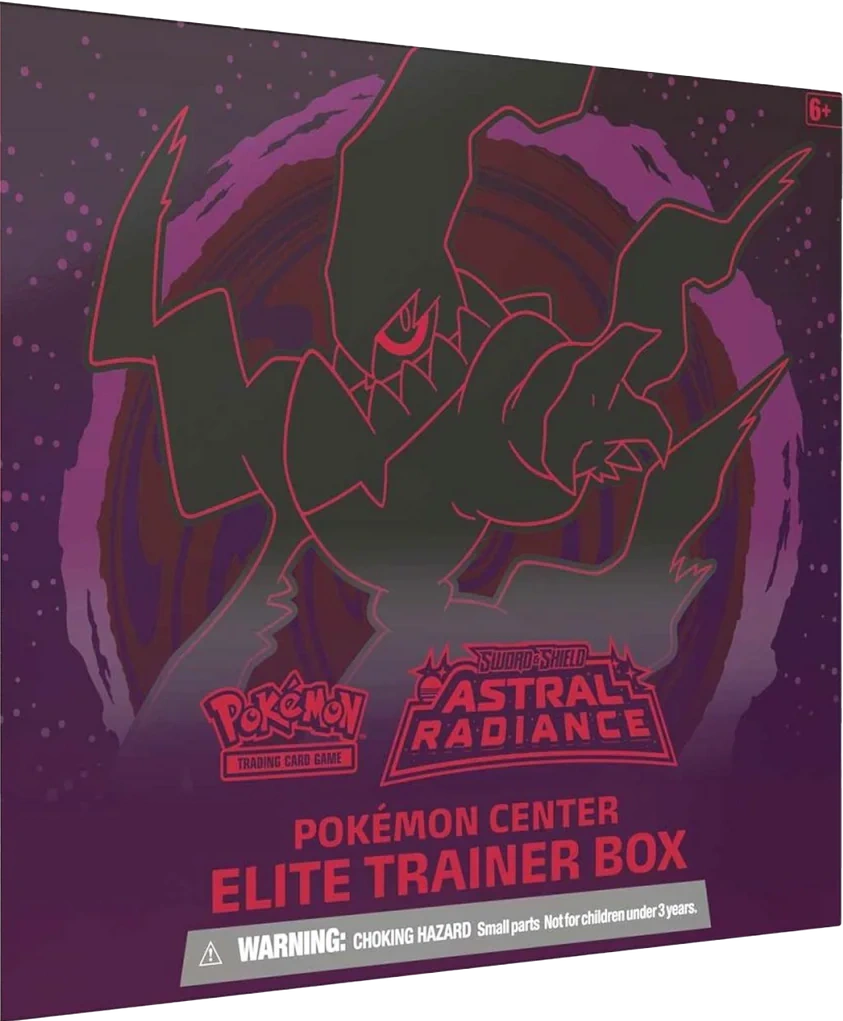 6+
SWORD & SHIELD
POKéMON
ASTRAL
RADIANCE
TRADING CARD GAME
POKÉMON CENTER
ELITE TRAINER BOX
WARNING: CHOKING HAZARD Small parts Not for children under 3 years.